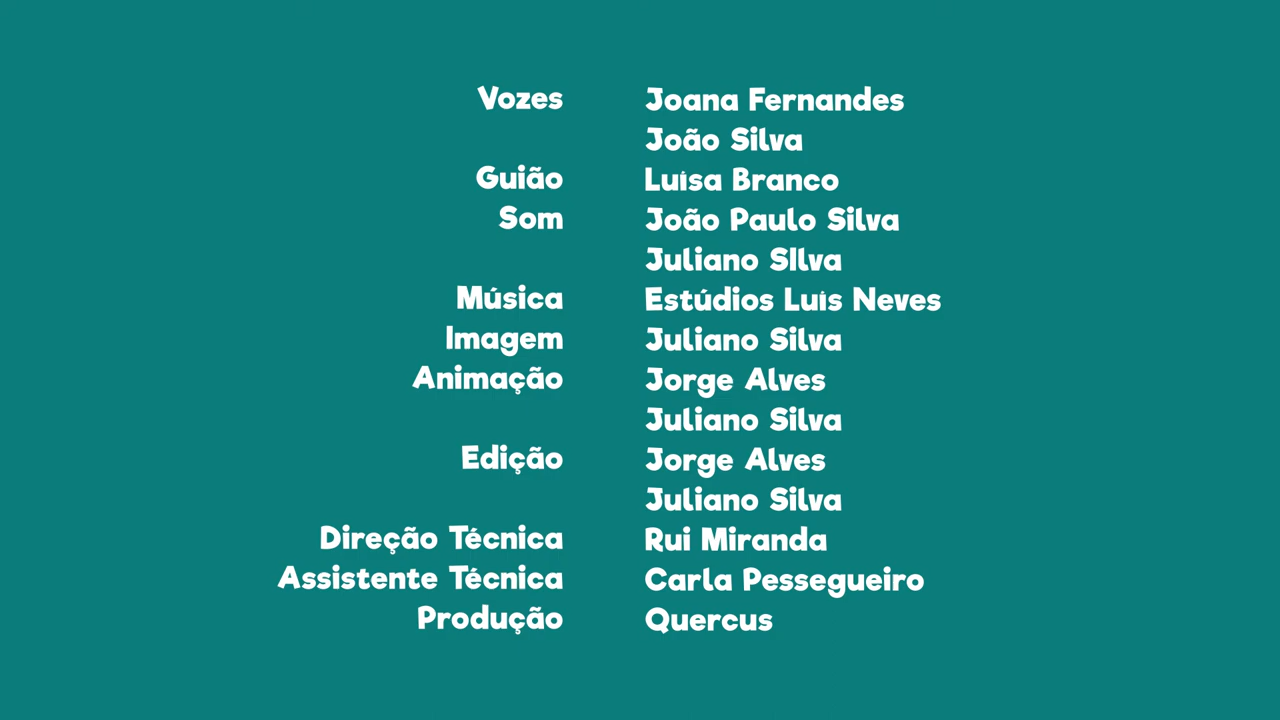 Vozes Joana Fernandes
João Silva
Guião Luísa Branco
Som João Paulo Silva
Juliano SIlva
Música Estúdios Luís Neves
Imagem Juliano Silva
Animação Jorge Alves
Juliano Silva
Edição Jorge Alves
Juliano Silva
Direção Técnica Rui Miranda
Assistente Técnica Carla Pessegueiro
Produção Quercus